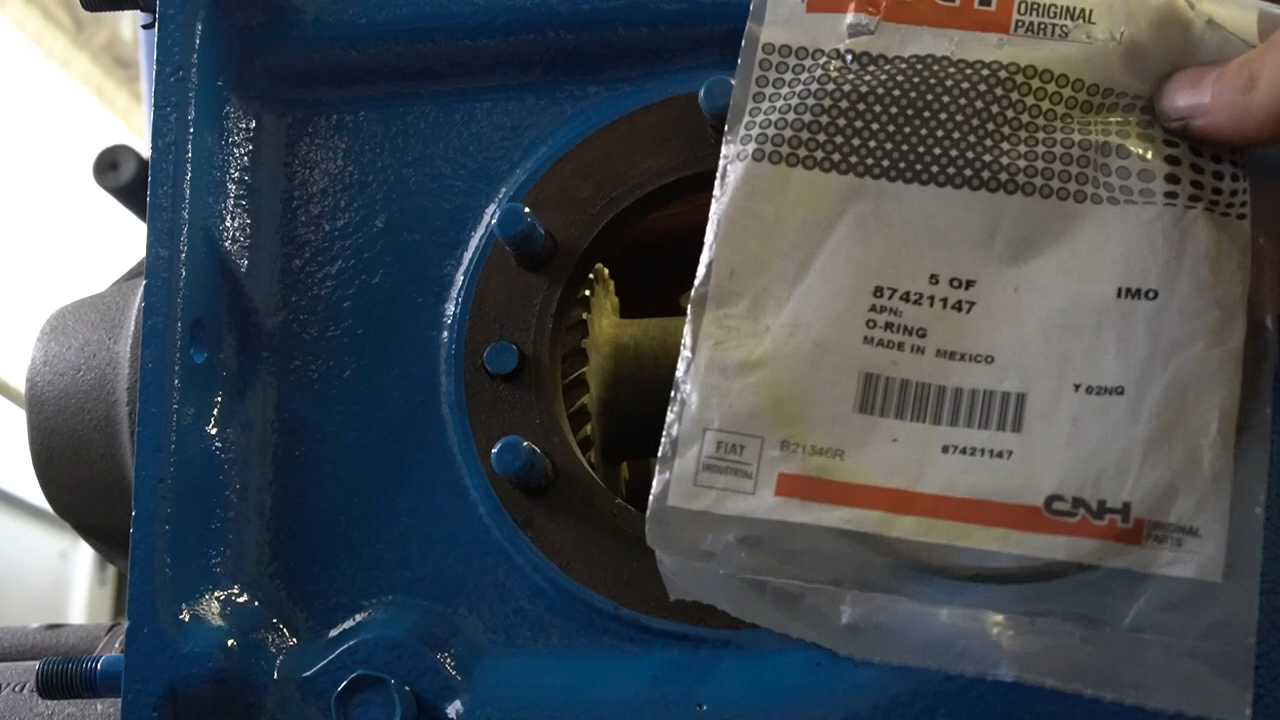 ORIGINAL
PARTS
5 OF
87421147
IMO
APN:
O-RING
MADE IN MEXICO
Y 02NQ
87421147
B21346R
FIAT
INDUSTRIAL
CNH
ORIGINAL
PARTS